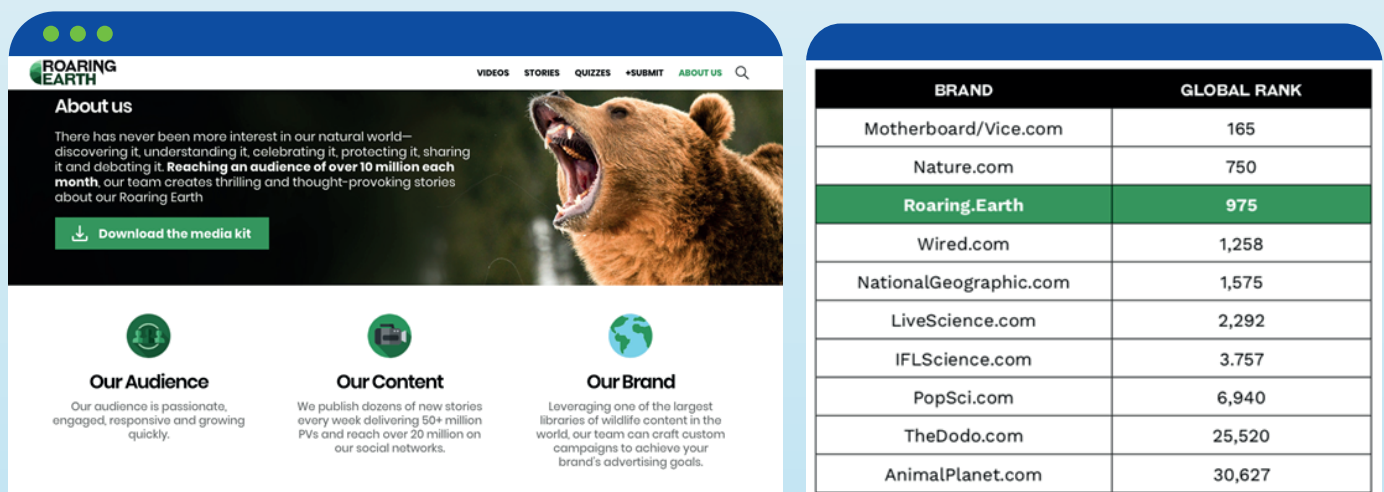 ROARING
EARTH
VIDEOS STORIES QUIZZES +SUBMIT ABOUT US
About us
There has never been more interest in our natural world—
discovering it, understanding it, celebrating it, protecting it, sharing
it and debating it. Reaching an audience of over 10 million each
month, our team creates thrilling and thought-provoking stories
about our Roaring Earth
Download the media kit
Our Audience
Our audience is passionate,
engaged, responsive and growing
quickly.
Our Content
We publish dozens of new stories
every week delivering 50+ million
PVs and reach over 20 million on
our social networks.
Our Brand
Leveraging one of the largest
libraries of wildlife content in the
world, our team can craft custom
campaigns to achieve your
brand's advertising goals.
BRAND GLOBAL RANK
Motherboard/Vice.com 165
Nature.com 750
Roaring.Earth 975
Wired.com 1,258
NationalGeographic.com 1,575
LiveScience.com 2,292
IFLScience.com 3.757
PopSci.com 6,940
TheDodo.com 25,520
AnimalPlanet.com 30,627